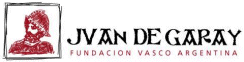 JVAN DE GARAY
FUNDACION VASCO ARGENTINA